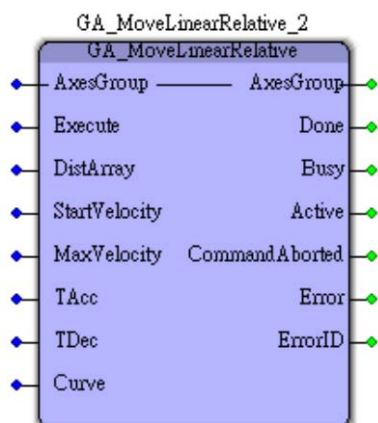 GA_MoveLinearRelative_2
GA_MoveLinearRelative
AxesGroup AxesGroup
Execute Done
DistArray Busy
StartVelocity Active
MaxVelocity CommandAborted
TAcc Error
TDec ErrorID
Curve